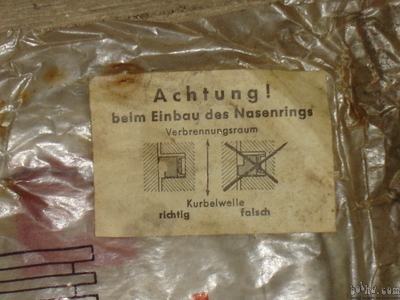 Achtung!
beim Einbau des Nasenrings
Verbrennungsraum
Kurbelwelle
richtig falsch